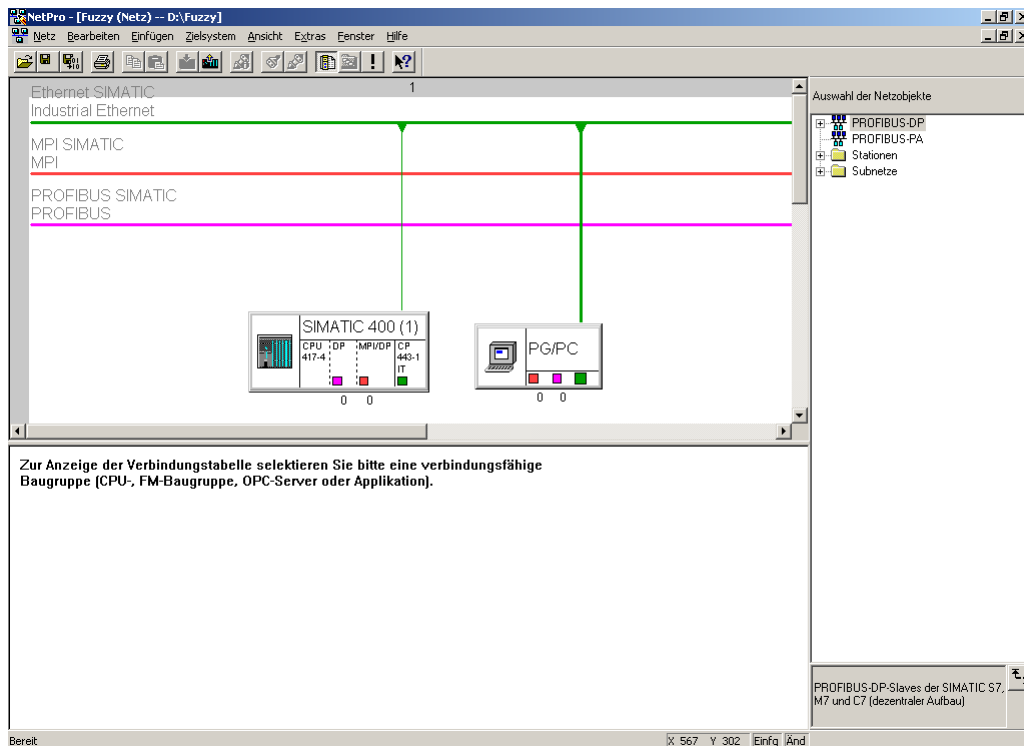 NetPro - [Fuzzy (Netz) -- D:\Fuzzy]
Netz Bearbeiten Einfügen Zielsystem Ansicht Extras Fenster Hilfe
1
Ethernet SIMATIC
Industrial Ethernet
MPI SIMATIC
MPI
PROFIBUS SIMATIC
PROFIBUS
SIMATIC 400 (1)
CPU DP MPI/DP CP
417-4 443-1
IT
0 0
PG/PC
0 0
Auswahl der Netzobjekte
PROFIBUS-DP
PROFIBUS-PA
Stationen
Subnetze
Zur Anzeige der Verbindungstabelle selektieren Sie bitte eine verbindungsfähige
Baugruppe (CPU-, FM-Baugruppe, OPC-Server oder Applikation).
PROFIBUS-DP-Slaves der SIMATIC S7,
M7 und C7 (dezentraler Aufbau)
Bereit X 567 Y 302 Einfg Änd